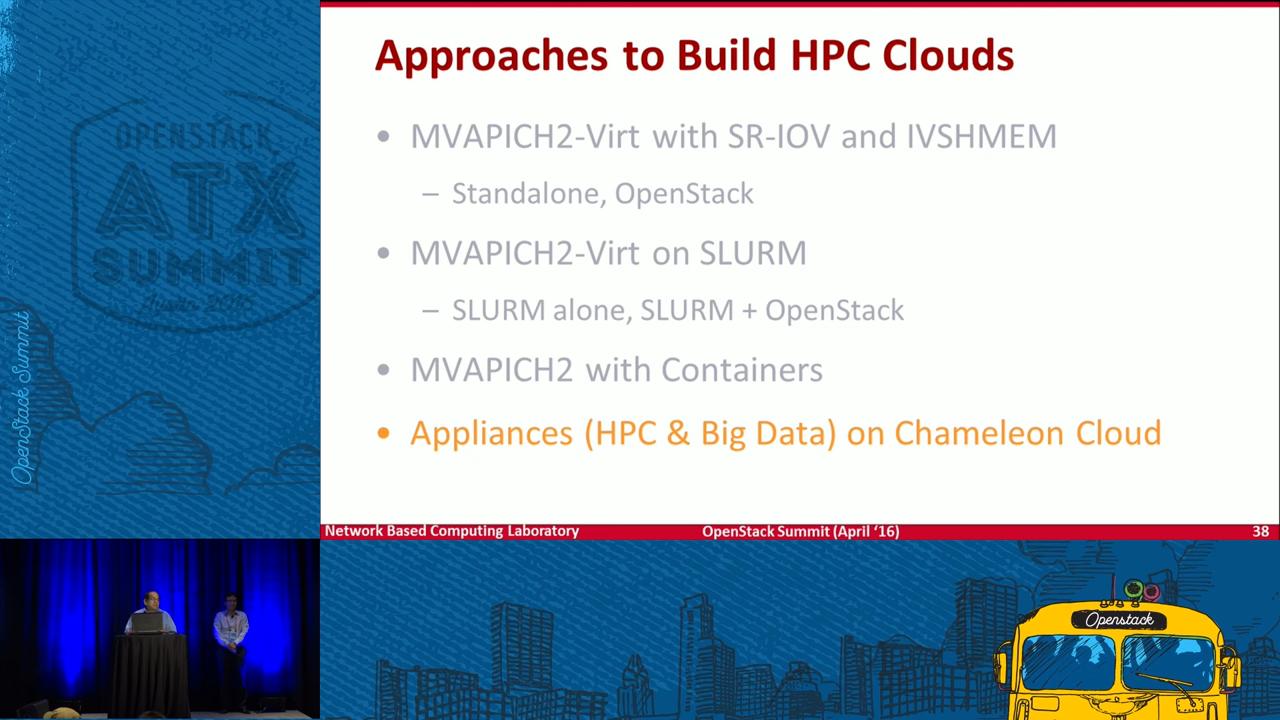 Approaches to Build HPC Clouds
• MVAPICH2-Virt with SR-IOV and IVSHMEM
– Standalone, OpenStack
• MVAPICH2-Virt on SLURM
– SLURM alone, SLURM + OpenStack
• MVAPICH2 with Containers
• Appliances (HPC & Big Data) on Chameleon Cloud
Network Based Computing Laboratory
OpenStack Summit (April ‘16)
38
OPENSTACK
ATX
SUMMIT
Austin 2016
OpenStack Summit
Openstack